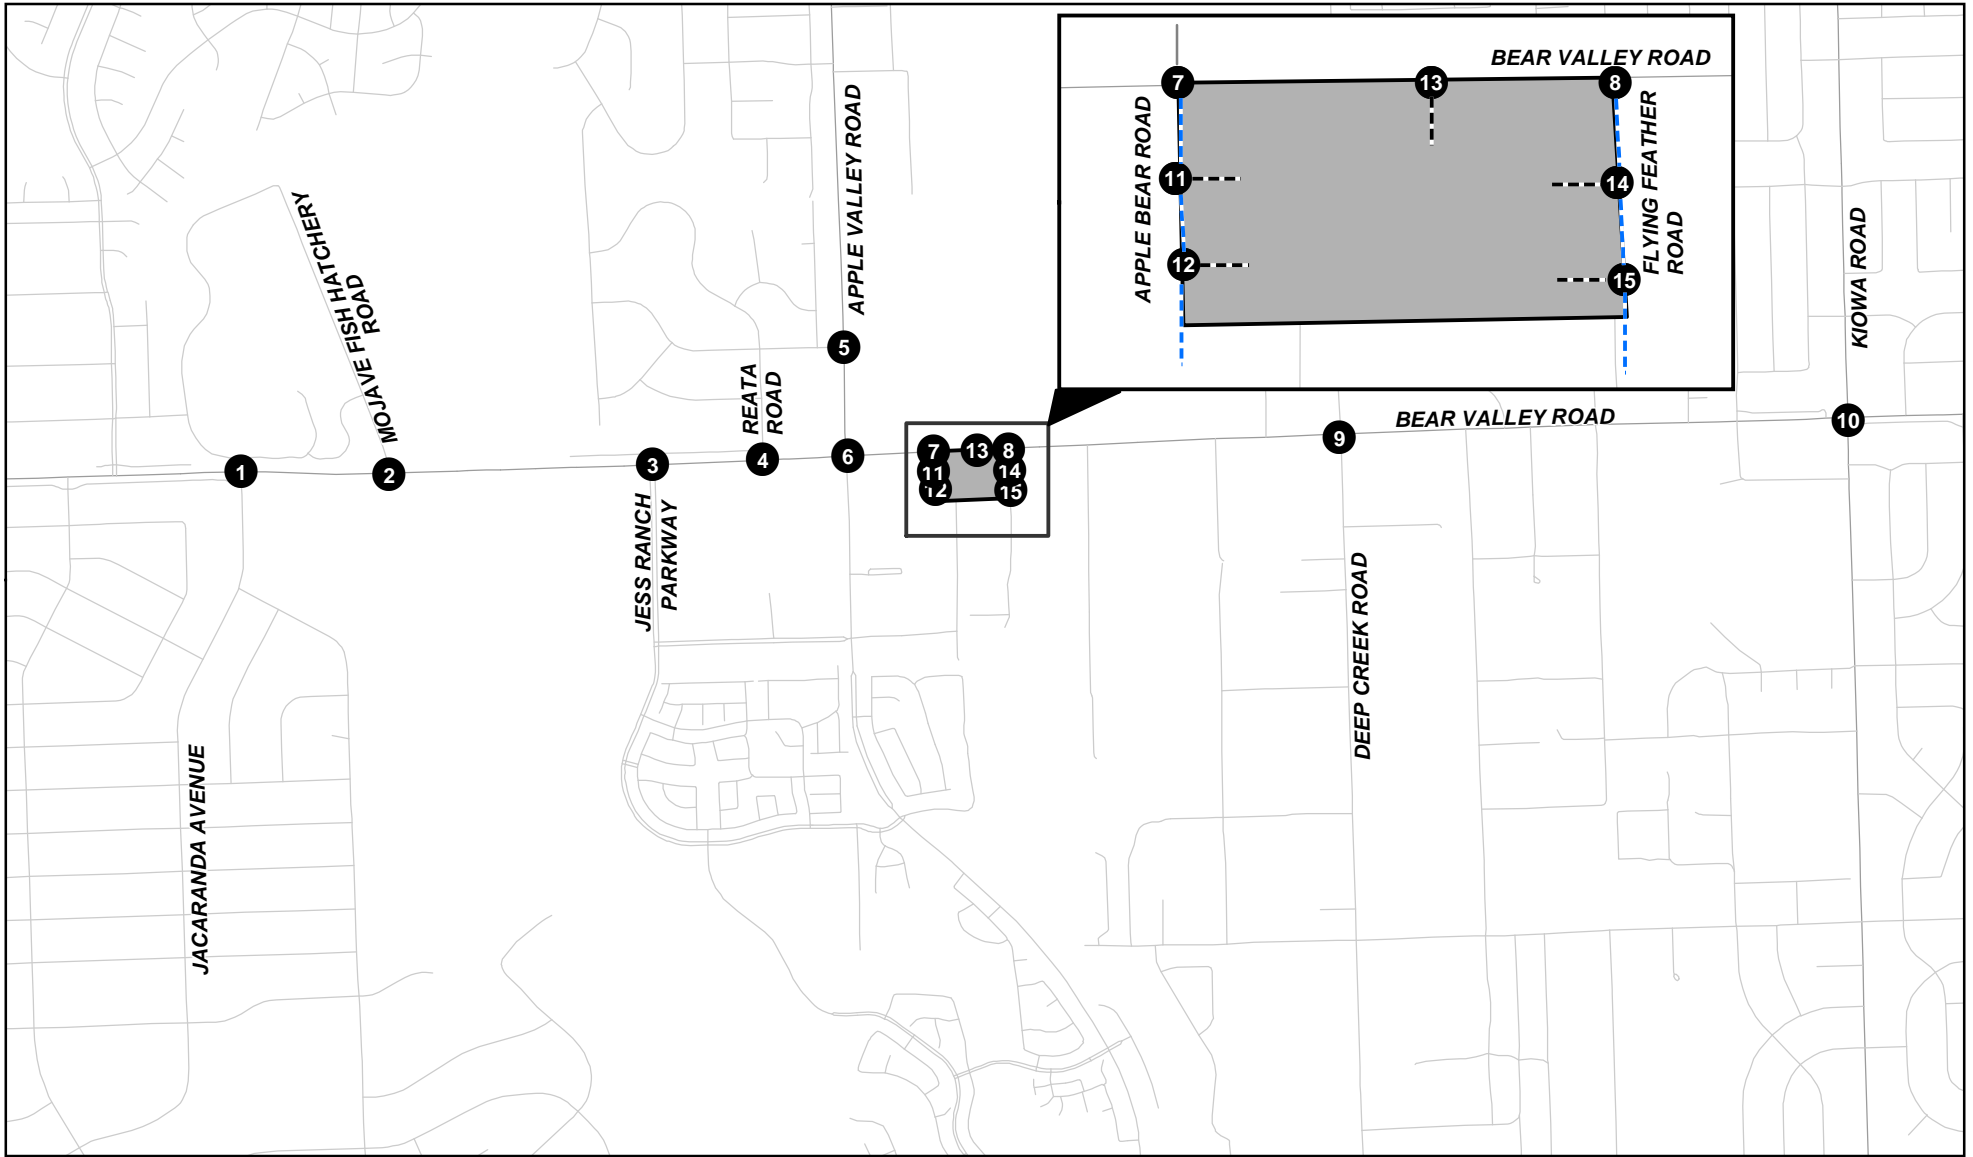 BEAR VALLEY ROAD
7
13
8
APPLE BEAR ROAD
11
12
14
15
FLYING FEATHER
ROAD
MOJAVE FISH HATCHERY
ROAD
APPLE VALLEY ROAD
KIOWA ROAD
5
REATA
ROAD
BEAR VALLEY ROAD
1
2
3
4
6
7
13
8
11
14
12
15
9
10
JESS RANCH
PARKWAY
DEEP CREEK ROAD
JACARANDA AVENUE